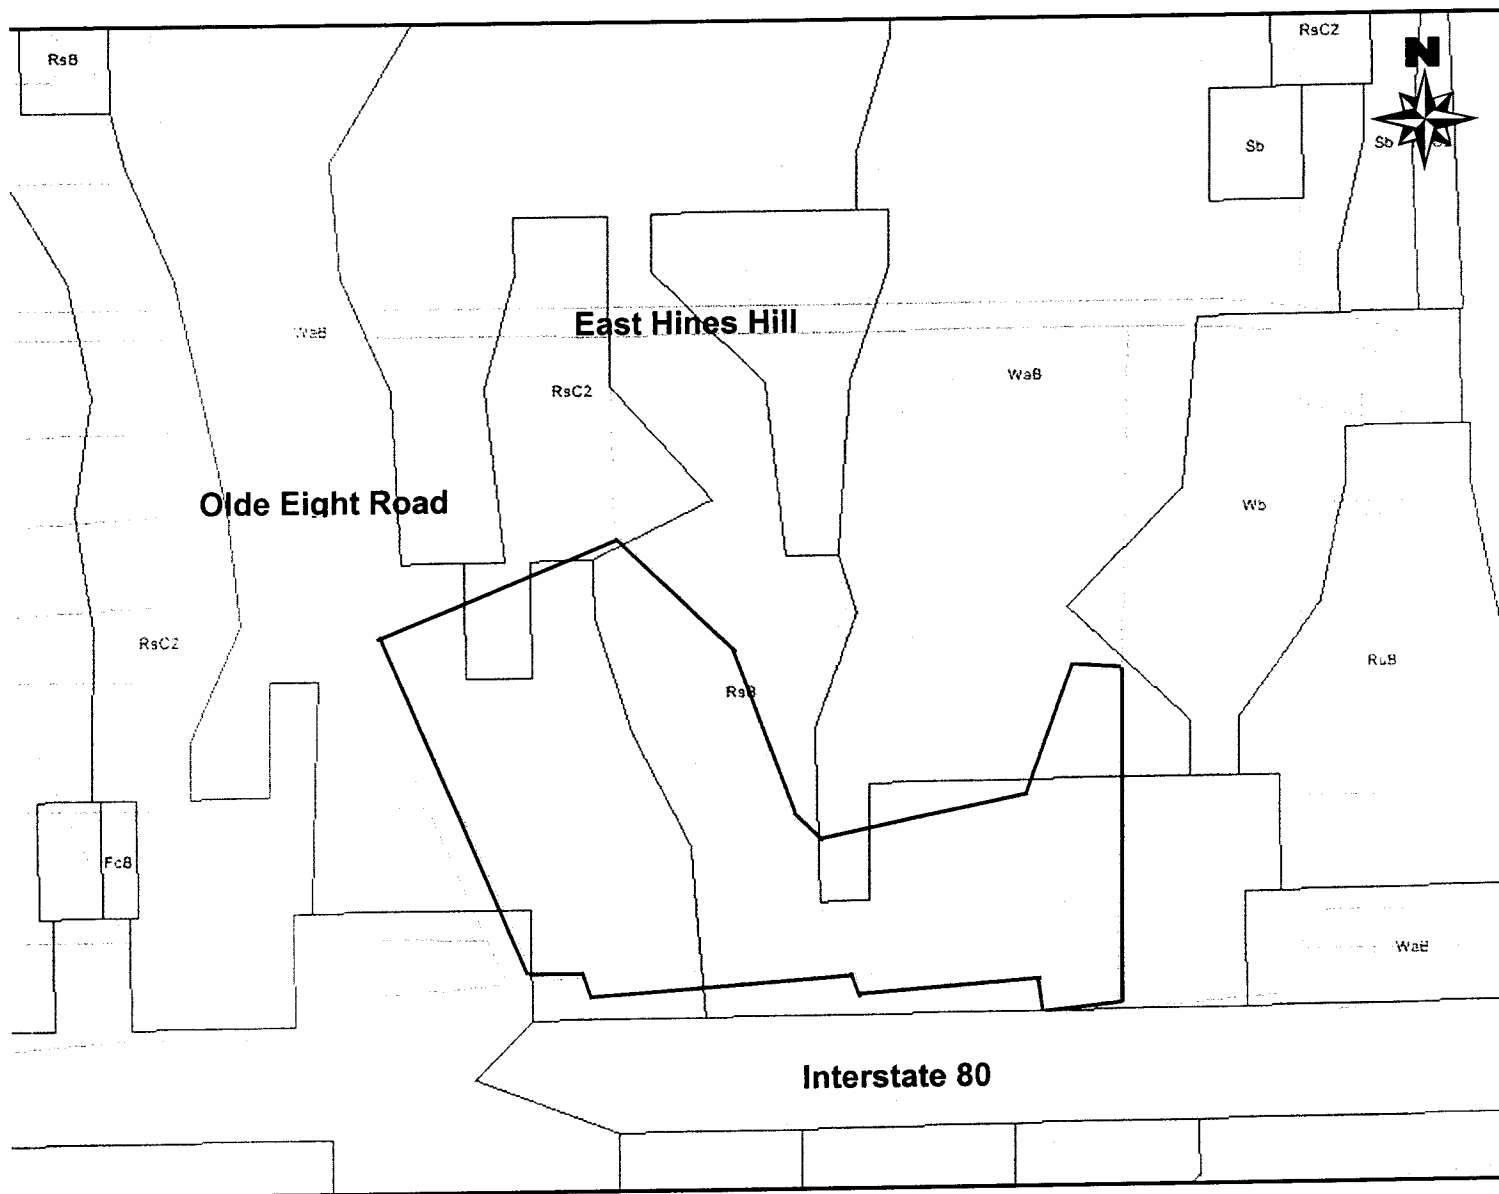 RsC2
RsB
N
Sb
Sb
East Hines Hill
WaB
WaB
RsC2
Olde Eight Road
Wb
RsC2
RuB
RsB
FcB
WaB
Interstate 80